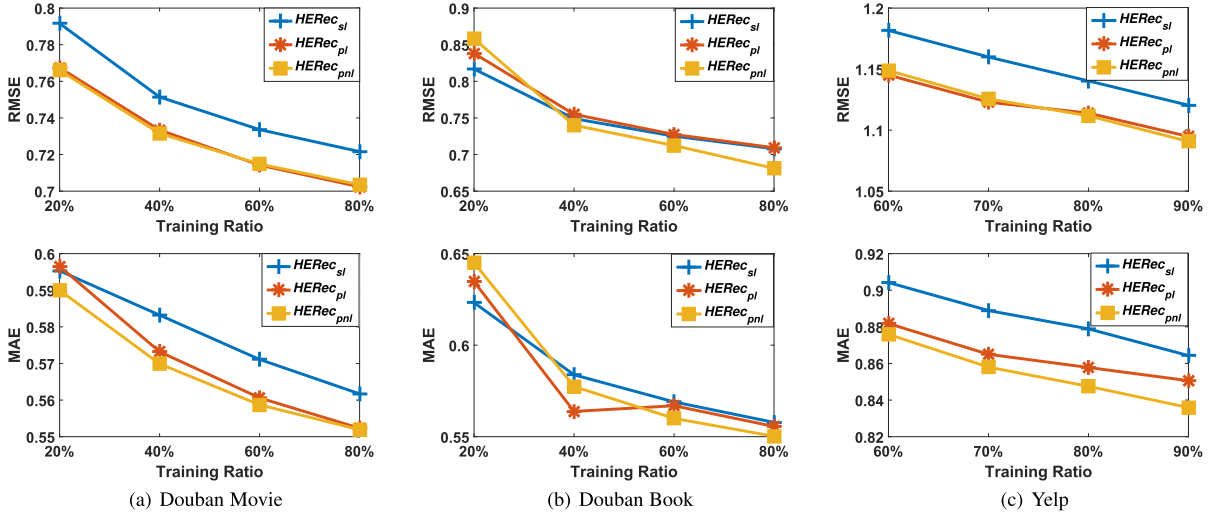 0.8
0.78
0.76
0.74
0.72
0.7
RMSE
20% 40% 60% 80%
Training Ratio
HERec_sl
HERec_pl
HERec_pnl
0.9
0.85
0.8
0.75
0.7
0.65
RMSE
20% 40% 60% 80%
Training Ratio
HERec_sl
HERec_pl
HERec_pnl
1.2
1.15
1.1
1.05
RMSE
60% 70% 80% 90%
Training Ratio
HERec_sl
HERec_pl
HERec_pnl
0.6
0.59
0.58
0.57
0.56
0.55
MAE
20% 40% 60% 80%
Training Ratio
HERec_sl
HERec_pl
HERec_pnl
0.65
0.6
0.55
MAE
20% 40% 60% 80%
Training Ratio
HERec_sl
HERec_pl
HERec_pnl
0.92
0.9
0.88
0.86
0.84
0.82
MAE
60% 70% 80% 90%
Training Ratio
HERec_sl
HERec_pl
HERec_pnl
(a) Douban Movie
(b) Douban Book
(c) Yelp